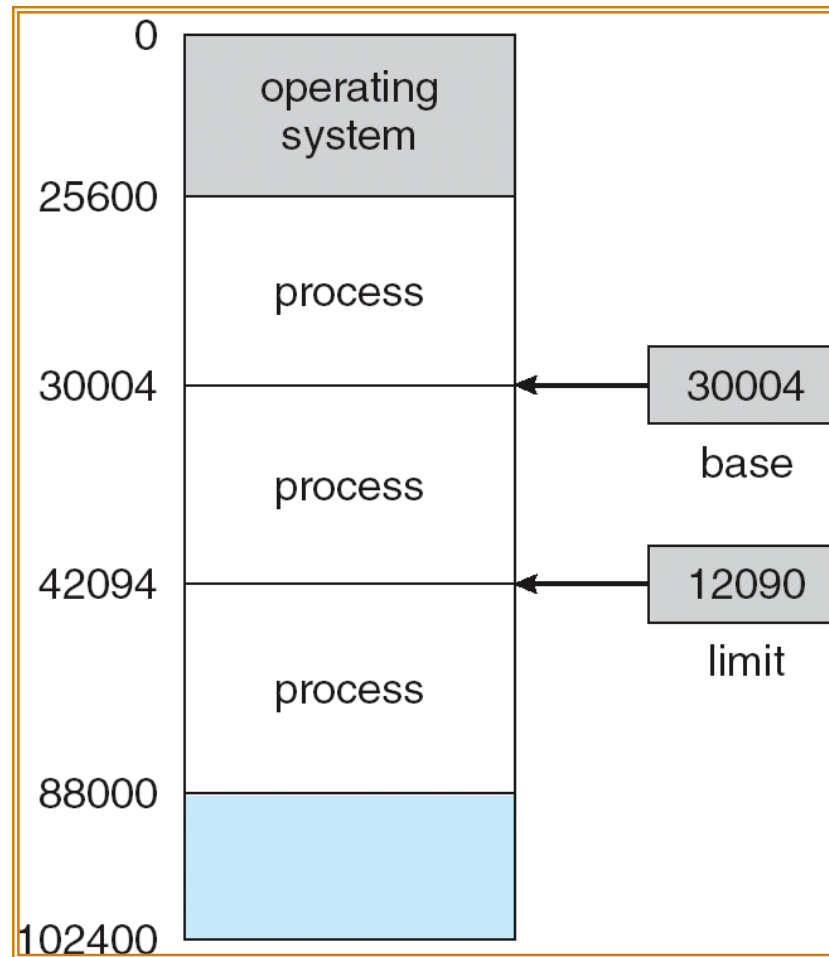 0
operating
system
25600
process
30004
30004
base
process
42094
12090
limit
process
88000
102400